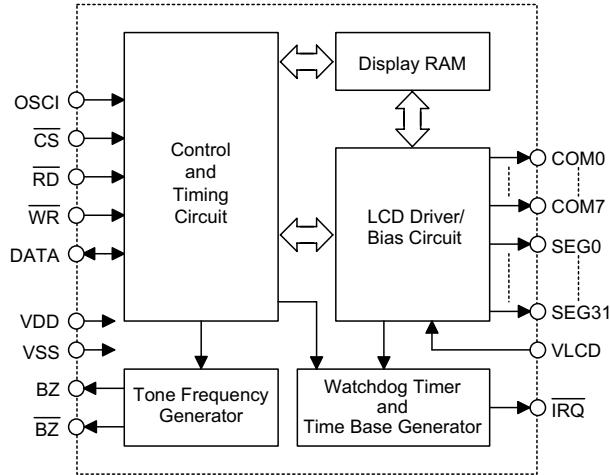 Display RAM
OSCI
CS
RD
WR
DATA
Control
and
Timing
Circuit
LCD Driver/
Bias Circuit
COM0
COM7
SEG0
SEG31
VLCD
VDD
VSS
BZ
BZ
Tone Frequency
Generator
Watchdog Timer
and
Time Base Generator
IRQ